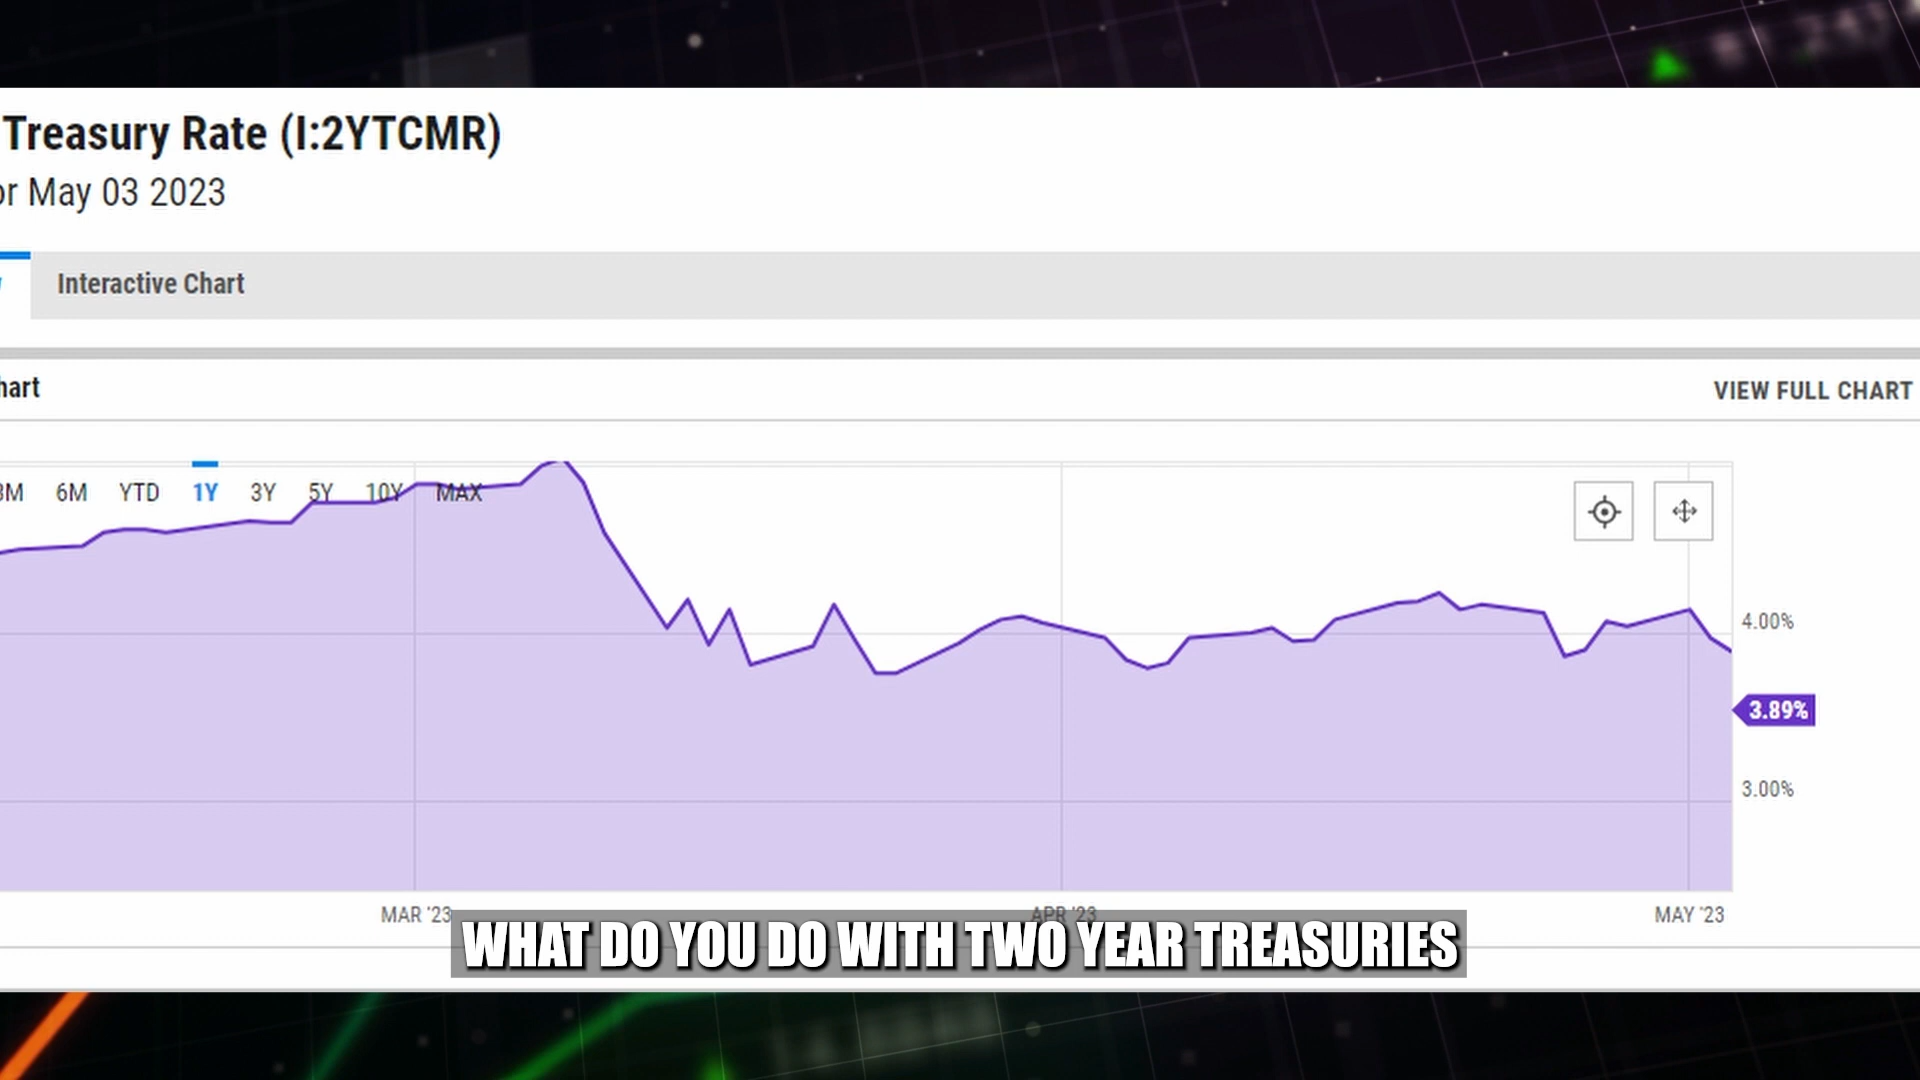 Treasury Rate (I:2YTCMR)
or May 03 2023
Interactive Chart
hart
VIEW FULL CHART
3M 6M YTD 1Y 3Y 5Y 10Y MAX
4.00%
3.89%
3.00%
MAR '23 APR '23 MAY '23
WHAT DO YOU DO WITH TWO YEAR TREASURIES